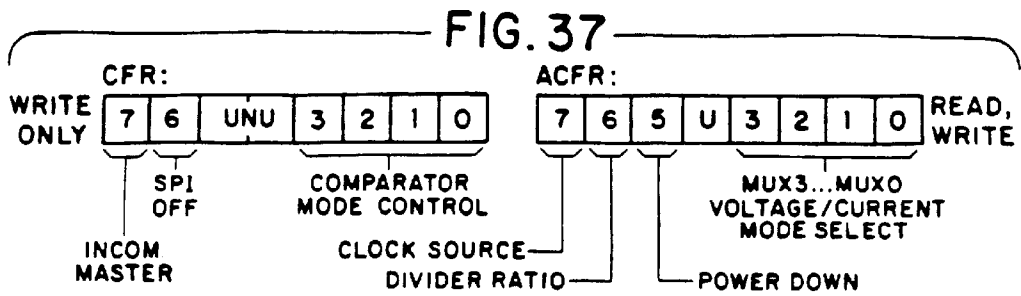 FIG. 37
CFR:
WRITE ONLY
7 6 UNU 3 2 1 0
SPI OFF
COMPARATOR
MODE CONTROL
INCOM
MASTER
ACFR:
7 6 5 U 3 2 1 0
READ,
WRITE
MUX3...MUX0
VOLTAGE/CURRENT
MODE SELECT
CLOCK SOURCE
DIVIDER RATIO
POWER DOWN